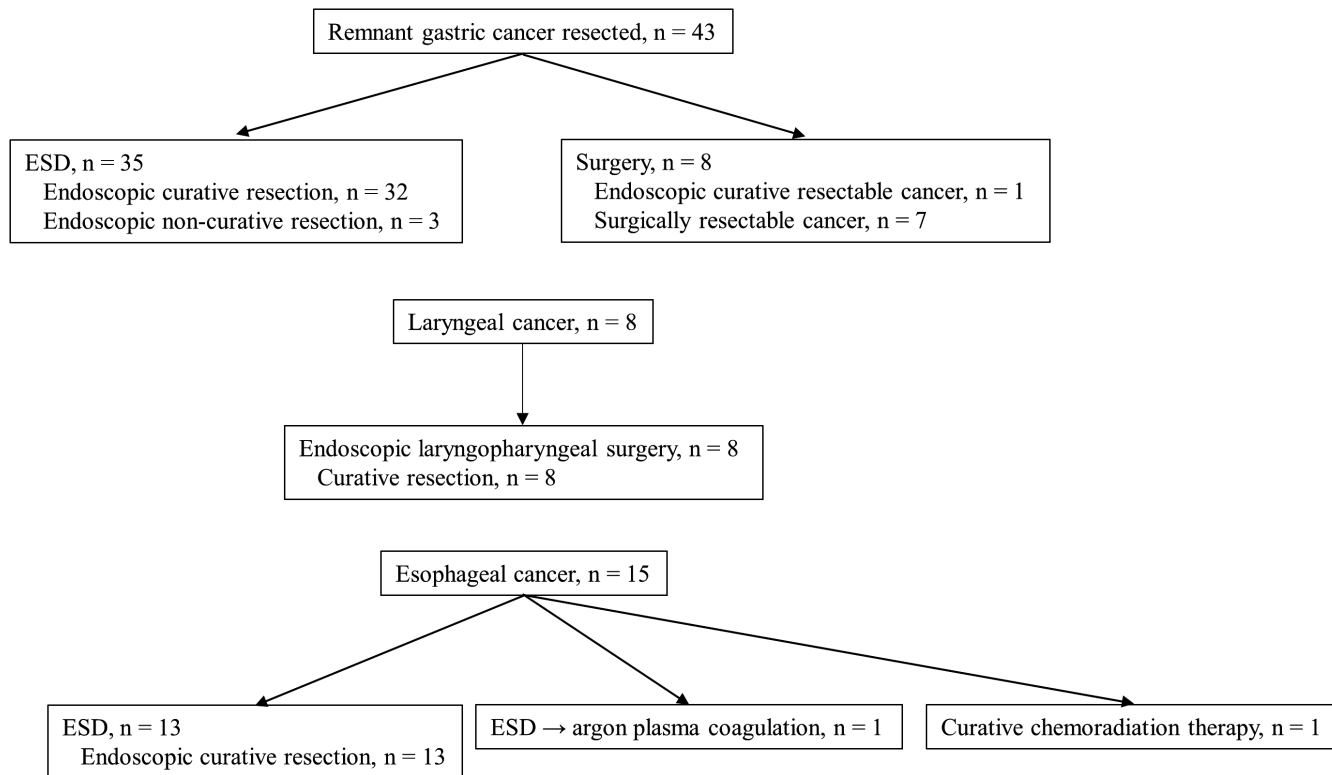 Remnant gastric cancer resected, n = 43
ESD, n = 35
Endoscopic curative resection, n = 32
Endoscopic non-curative resection, n = 3
Surgery, n = 8
Endoscopic curative resectable cancer, n = 1
Surgically resectable cancer, n = 7
Laryngeal cancer, n = 8
Endoscopic laryngopharyngeal surgery, n = 8
Curative resection, n = 8
Esophageal cancer, n = 15
ESD, n = 13
Endoscopic curative resection, n = 13
ESD → argon plasma coagulation, n = 1
Curative chemoradiation therapy, n = 1